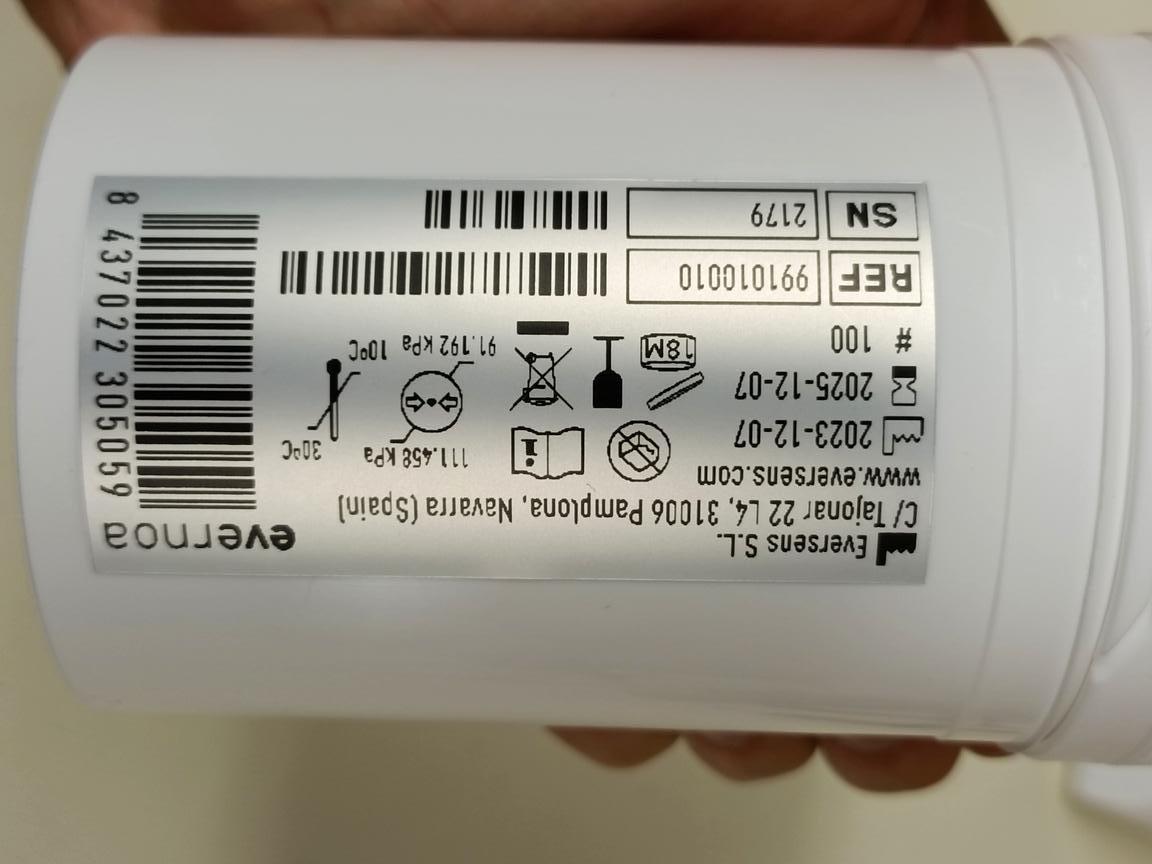 Eversens S.L.
C/ Tajonar 22 L4, 31006 Pamplona, Navarra (Spain)
www.eversens.com
evernoa
2023-12-07
2025-12-07
# 100
18M
111.458 kPa
91.192 kPa
30ºC
10ºC
REF 991010010
SN 2179
8 437022 305059